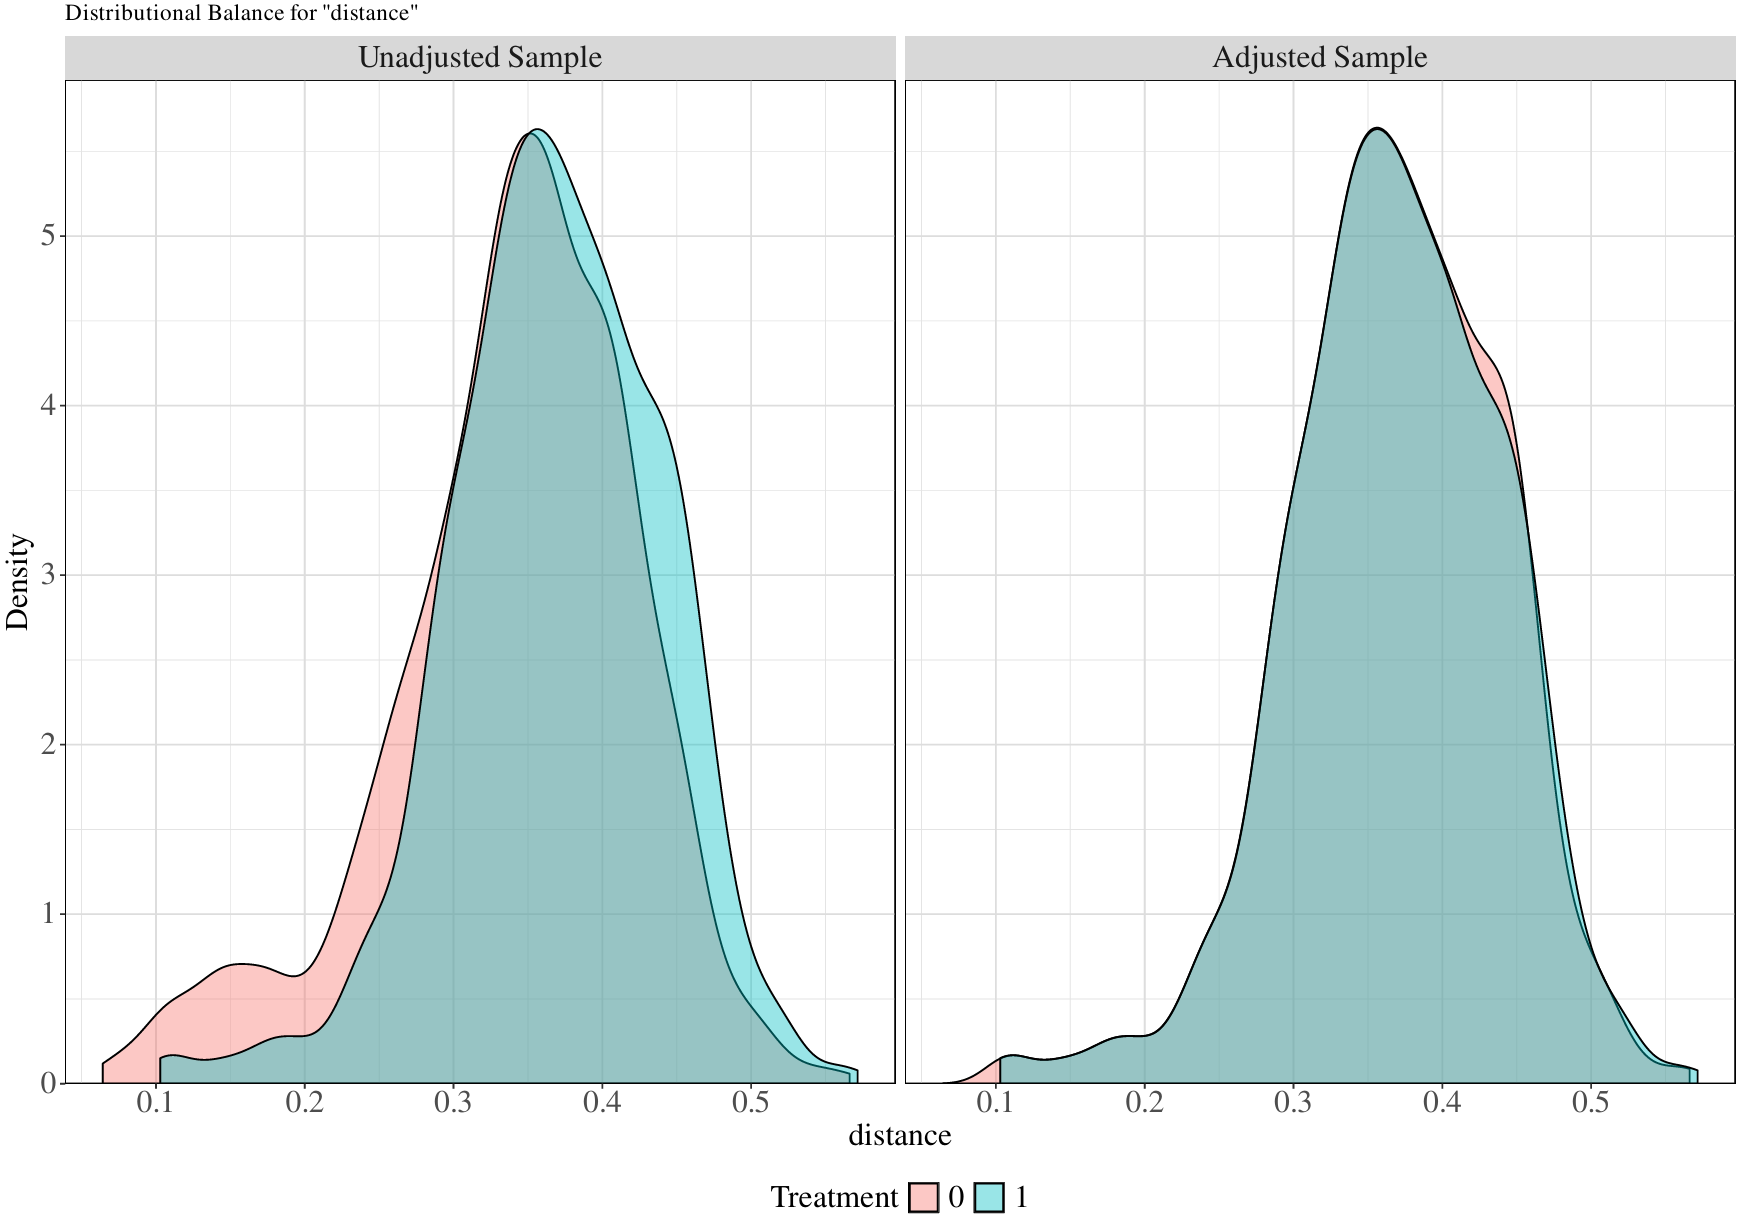 Distributional Balance for "distance"
Unadjusted Sample
Adjusted Sample
Density
5
4
3
2
1
0
0.1 0.2 0.3 0.4 0.5
0.1 0.2 0.3 0.4 0.5
distance
Treatment 0 1